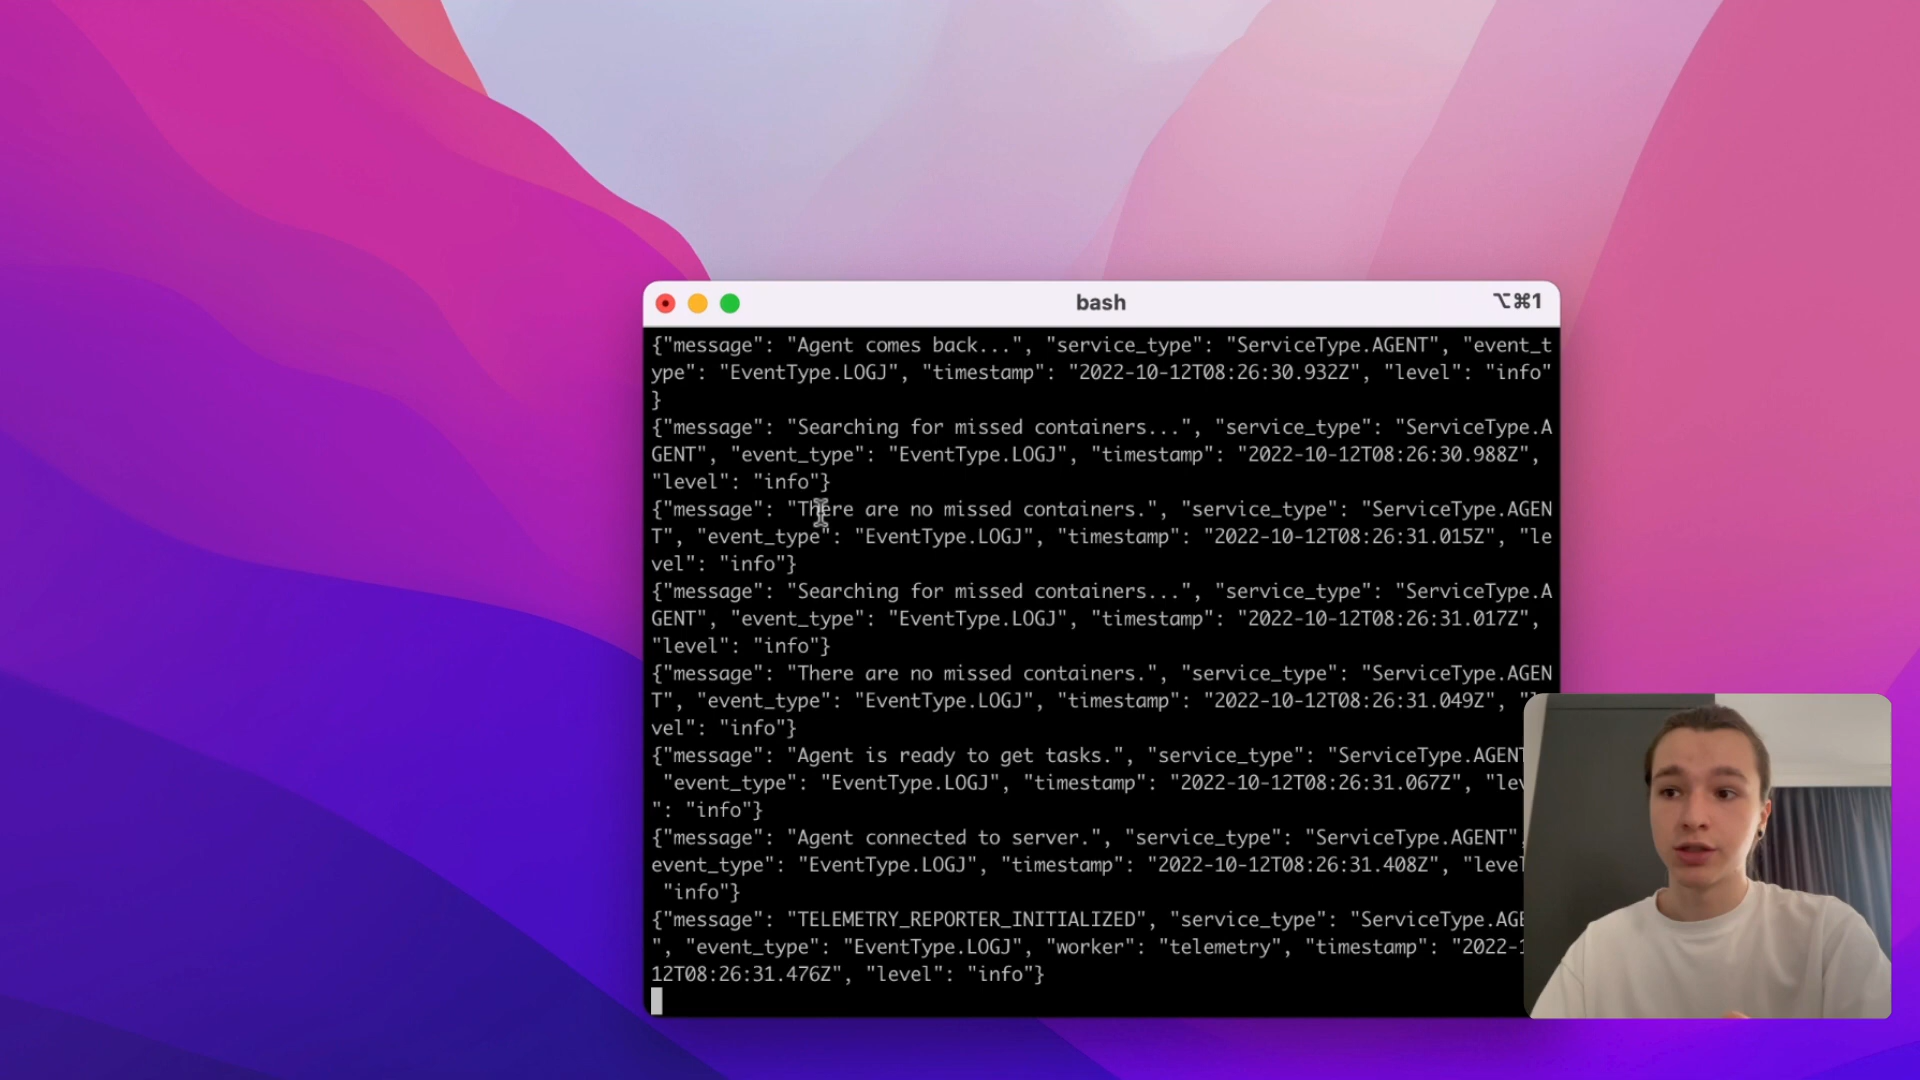 bash
⌥⌘1
{"message": "Agent comes back...", "service_type": "ServiceType.AGENT", "event_t
ype": "EventType.LOGJ", "timestamp": "2022-10-12T08:26:30.932Z", "level": "info"
}
{"message": "Searching for missed containers...", "service_type": "ServiceType.A
GENT", "event_type": "EventType.LOGJ", "timestamp": "2022-10-12T08:26:30.988Z",
"level": "info"}
{"message": "There are no missed containers.", "service_type": "ServiceType.AGEN
T", "event_type": "EventType.LOGJ", "timestamp": "2022-10-12T08:26:31.015Z", "le
vel": "info"}
{"message": "Searching for missed containers...", "service_type": "ServiceType.A
GENT", "event_type": "EventType.LOGJ", "timestamp": "2022-10-12T08:26:31.017Z",
"level": "info"}
{"message": "There are no missed containers.", "service_type": "ServiceType.AGEN
T", "event_type": "EventType.LOGJ", "timestamp": "2022-10-12T08:26:31.049Z", "l
vel": "info"}
{"message": "Agent is ready to get tasks.", "service_type": "ServiceType.AGENT
"event_type": "EventType.LOGJ", "timestamp": "2022-10-12T08:26:31.067Z", "lev
": "info"}
{"message": "Agent connected to server.", "service_type": "ServiceType.AGENT",
event_type": "EventType.LOGJ", "timestamp": "2022-10-12T08:26:31.408Z", "level
"info"}
{"message": "TELEMETRY_REPORTER_INITIALIZED", "service_type": "ServiceType.AGE
", "event_type": "EventType.LOGJ", "worker": "telemetry", "timestamp": "2022-1
12T08:26:31.476Z", "level": "info"}